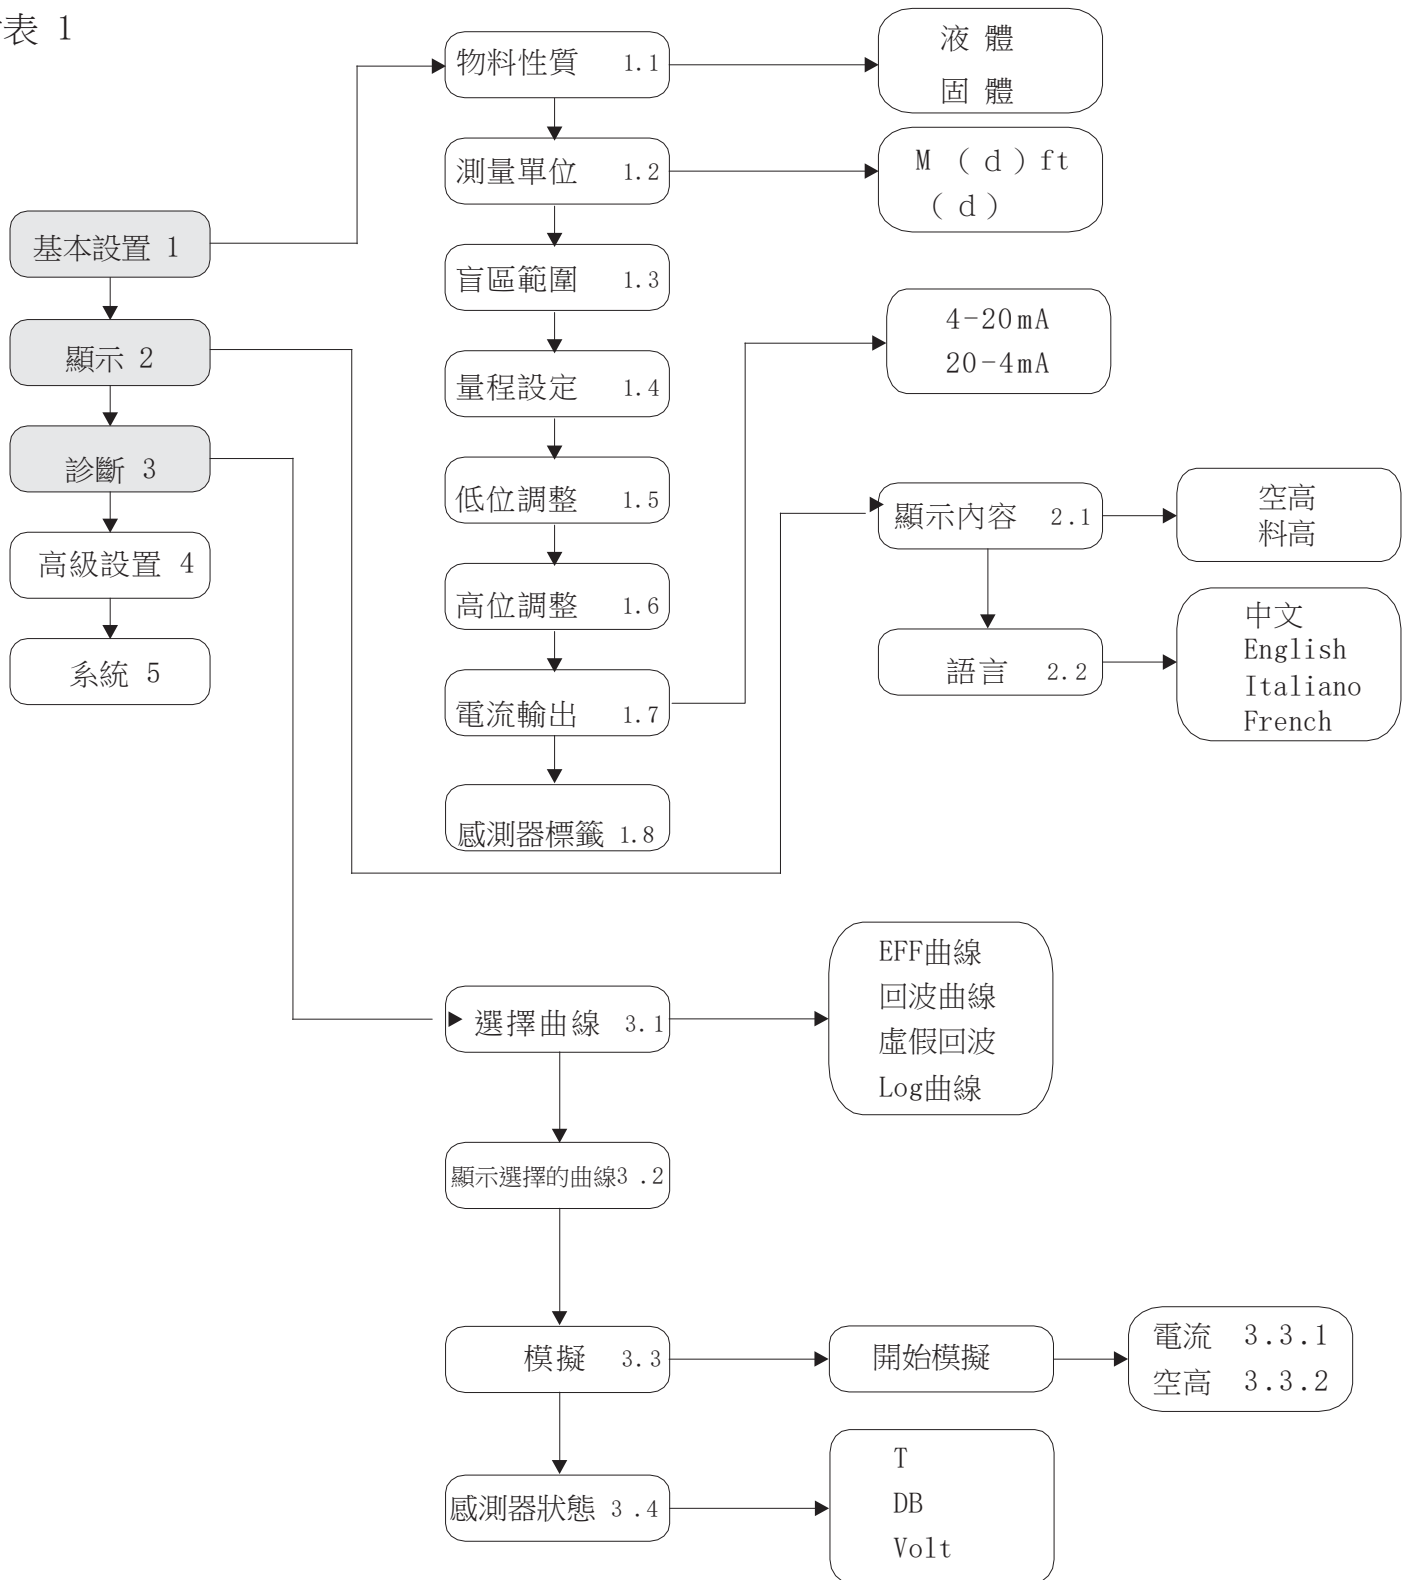 表 1
物料性質 1.1
液 體
固 體
測量單位 1.2
M （d）ft
（d）
基本設置 1
盲區範圍 1.3
4-20mA
20-4mA
顯示 2
量程設定 1.4
診斷 3
低位調整 1.5
顯示內容 2.1
空高
料高
高級設置 4
高位調整 1.6
語言 2.2
中文
English
Italiano
French
系統 5
電流輸出 1.7
感測器標籤 1.8
選擇曲線 3.1
EFF曲線
回波曲線
虛假回波
Log曲線
顯示選擇的曲線3 .2
模擬 3.3
開始模擬
電流 3.3.1
空高 3.3.2
感測器狀態 3 .4
T
DB
Volt